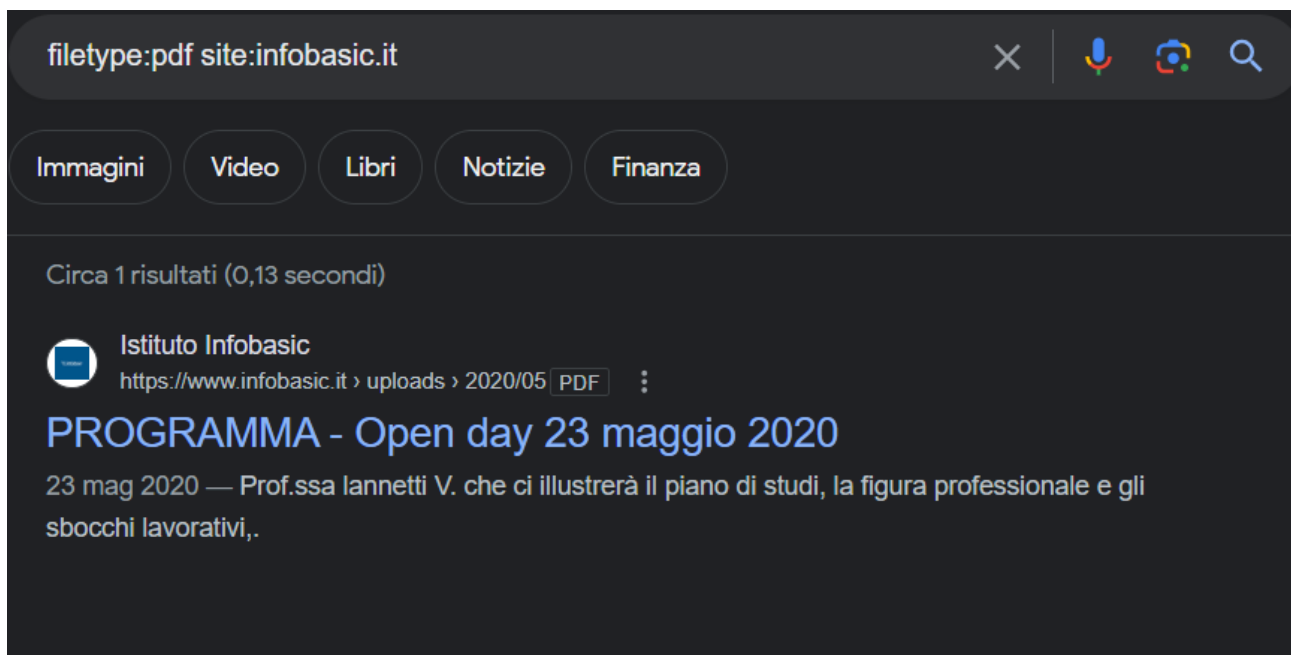 filetype:pdf site:infobasic.it
Immagini Video Libri Notizie Finanza
Circa 1 risultati (0,13 secondi)
Istituto Infobasic
https://www.infobasic.it › uploads › 2020/05 PDF
PROGRAMMA - Open day 23 maggio 2020
23 mag 2020 — Prof.ssa Iannetti V. che ci illustrerà il piano di studi, la figura professionale e gli
sbocchi lavorativi,.